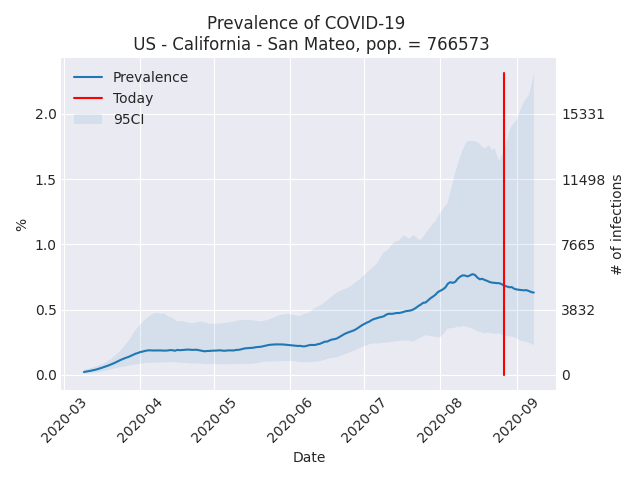 Prevalence of COVID-19
US - California - San Mateo, pop. = 766573
Prevalence
Today
95CI
%
2.0
1.5
1.0
0.5
0.0
15331
11498
7665
3832
0
# of infections
2020-03
2020-04
2020-05
2020-06
2020-07
2020-08
2020-09
Date